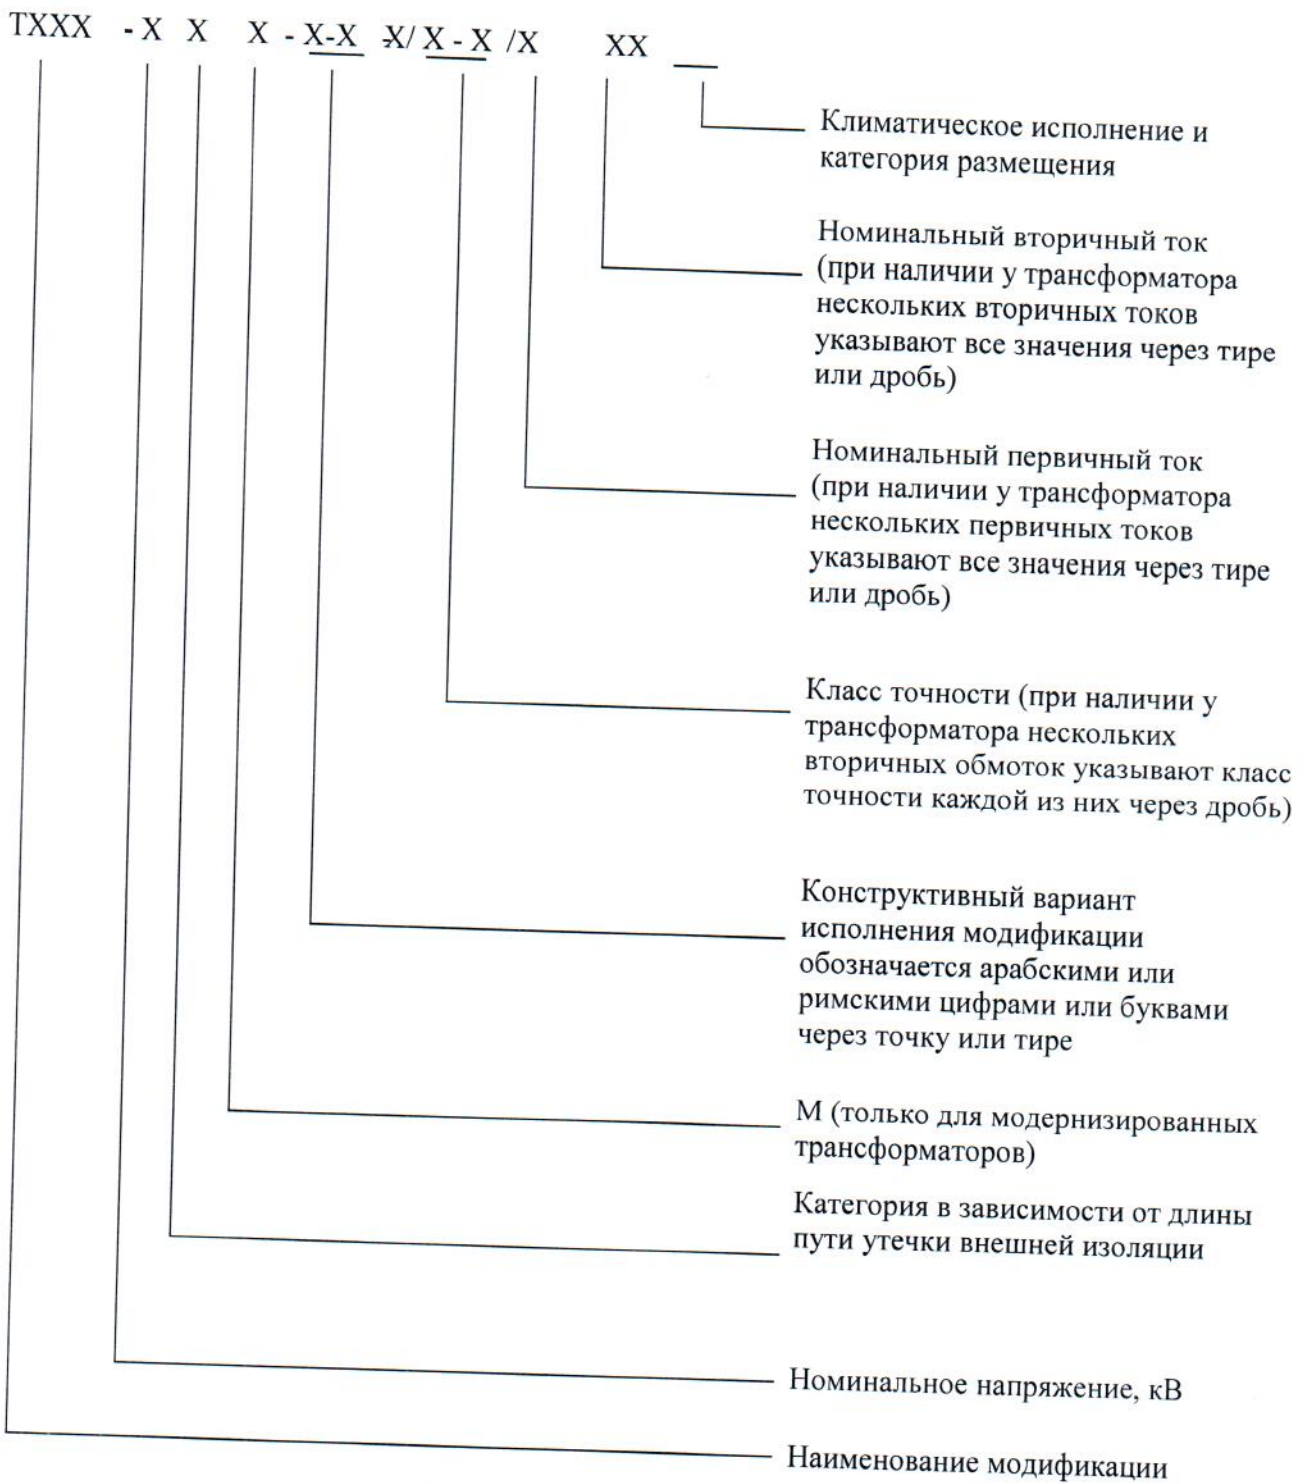 ТХХХ - Х Х Х - Х-Х -Х/ Х - Х /Х ХХ
Климатическое исполнение и
категория размещения
Номинальный вторичный ток
(при наличии у трансформатора
нескольких вторичных токов
указывают все значения через тире
или дробь)
Номинальный первичный ток
(при наличии у трансформатора
нескольких первичных токов
указывают все значения через тире
или дробь)
Класс точности (при наличии у
трансформатора нескольких
вторичных обмоток указывают класс
точности каждой из них через дробь)
Конструктивный вариант
исполнения модификации
обозначается арабскими или
римскими цифрами или буквами
через точку или тире
М (только для модернизированных
трансформаторов)
Категория в зависимости от длины
пути утечки внешней изоляции
Номинальное напряжение, кВ
Наименование модификации